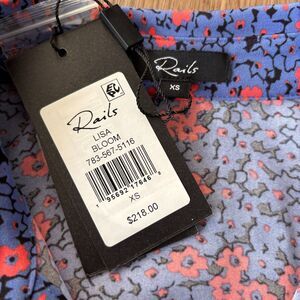 Rails
XS
Rails
LISA
BLOOM
783-567-5116
XS
$218.00